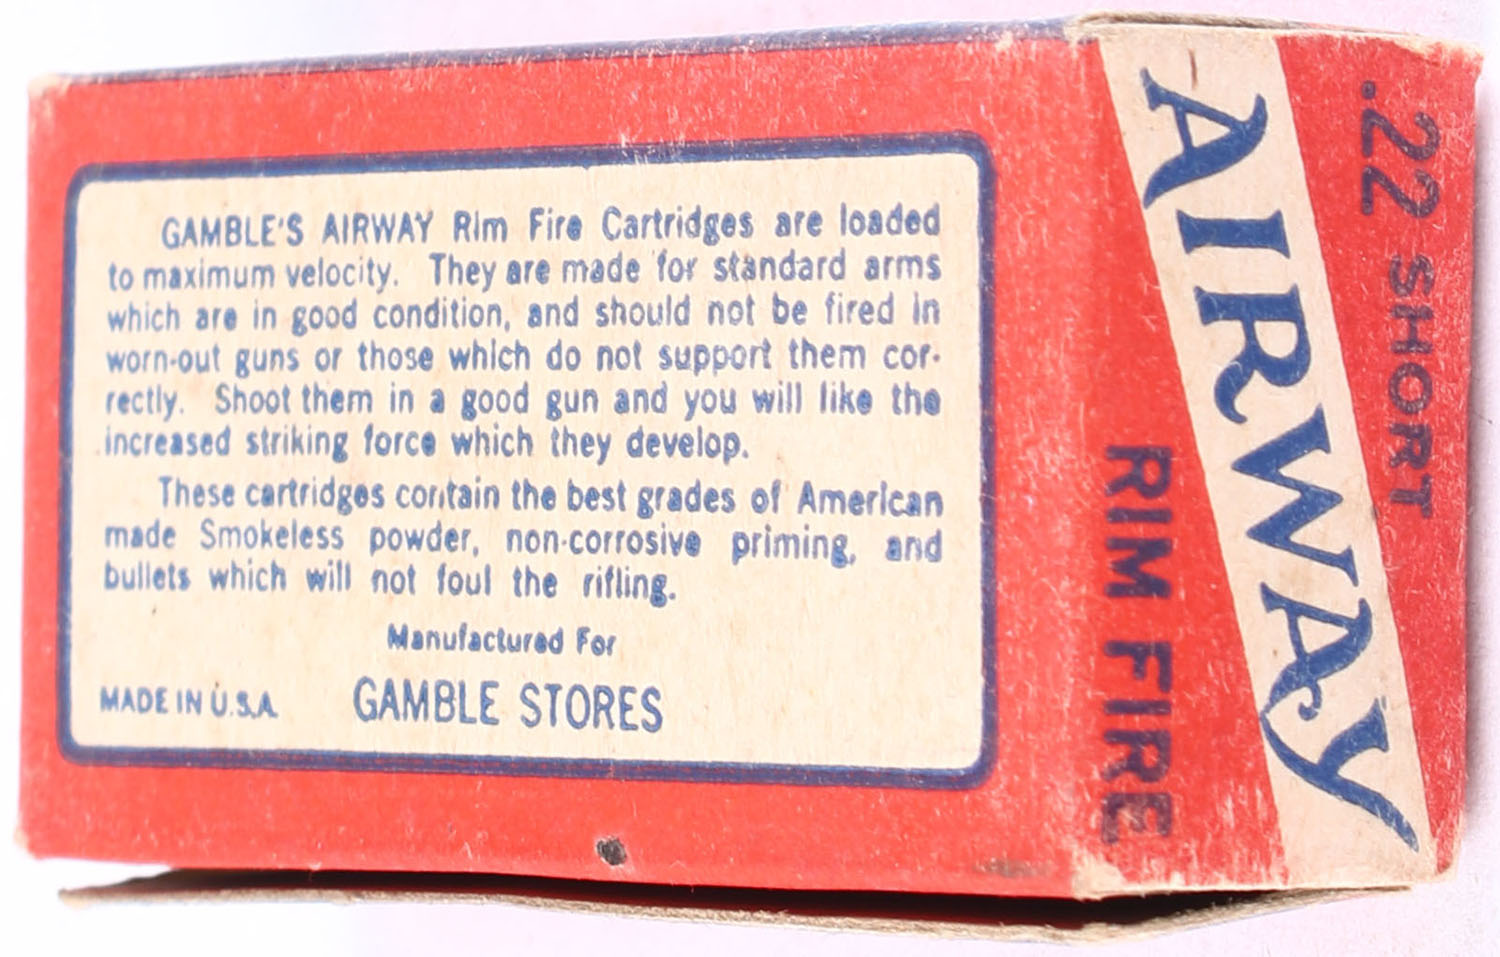 GAMBLE'S AIRWAY Rim Fire Cartridges are loaded
to maximum velocity. They are made for standard arms
which are in good condition, and should not be fired in
worn-out guns or those which do not support them cor-
rectly. Shoot them in a good gun and you will like the
increased striking force which they develop.
These cartridges contain the best grades of American
made Smokeless powder, non-corrosive priming, and
bullets which will not foul the rifling.
Manufactured For
MADE IN U.S.A. GAMBLE STORES
.22 SHORT
AIRWAY
RIM FIRE